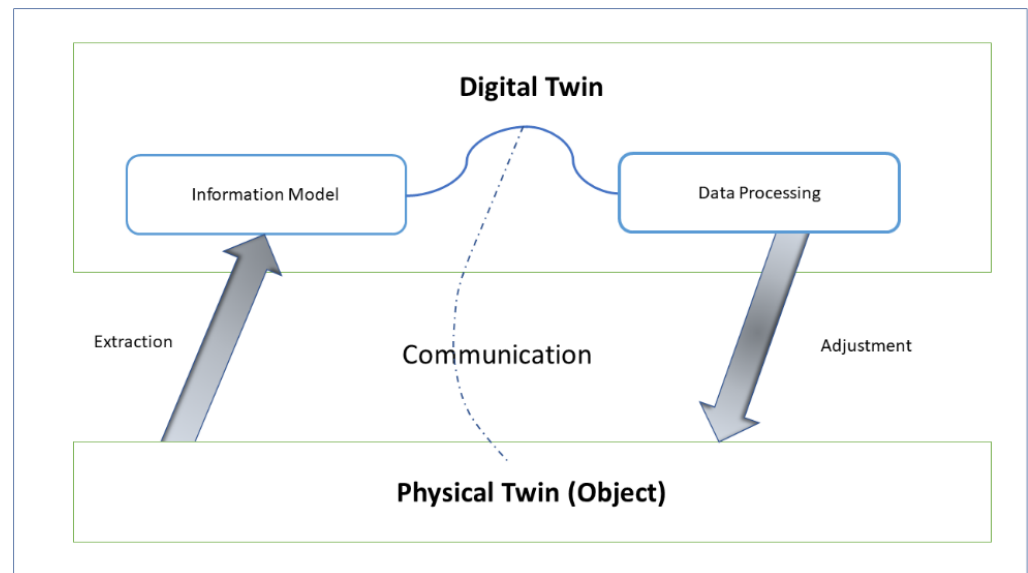 Digital Twin
Information Model
Data Processing
Extraction
Communication
Adjustment
Physical Twin (Object)